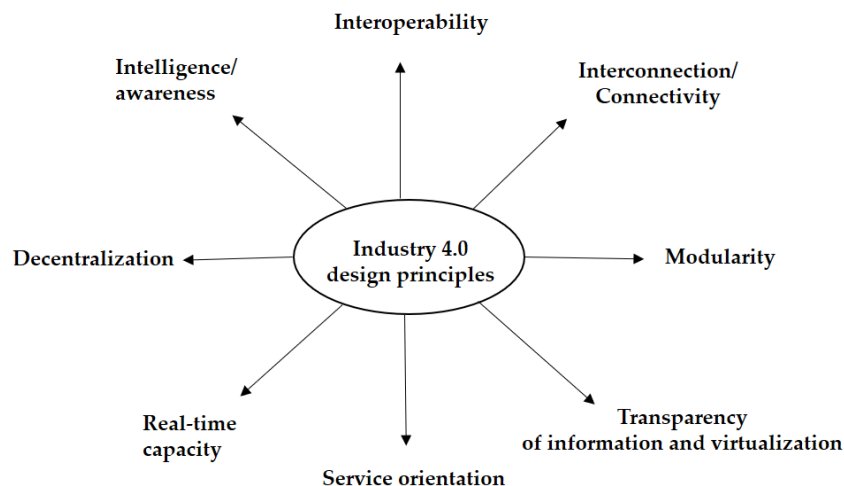 Interoperability
Intelligence/
awareness
Interconnection/
Connectivity
Decentralization
Industry 4.0
design principles
Modularity
Real-time
capacity
Transparency
of information and virtualization
Service orientation